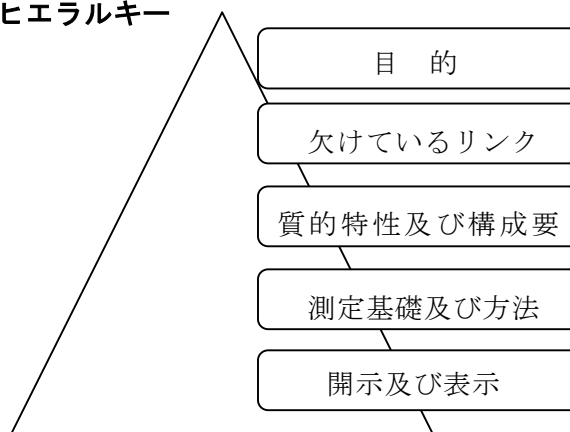 ヒエラルキー
目　的
欠けているリンク
質的特性及び構成要
測定基礎及び方法
開示及び表示